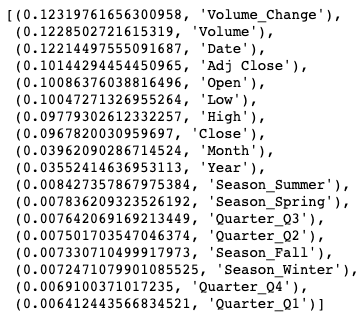 [(0.12319761656300958, 'Volume_Change'),
(0.1228502721615319, 'Volume'),
(0.12214497555091687, 'Date'),
(0.10144294454450965, 'Adj Close'),
(0.10086376038816496, 'Open'),
(0.10047271326955264, 'Low'),
(0.09779302612332257, 'High'),
(0.0967820030959697, 'Close'),
(0.03962090286714524, 'Month'),
(0.03552414636953113, 'Year'),
(0.008427357867975384, 'Season_Summer'),
(0.007836209323526192, 'Season_Spring'),
(0.007642069169213449, 'Quarter_Q3'),
(0.007501703547046374, 'Quarter_Q2'),
(0.007330710499917973, 'Season_Fall'),
(0.0072471079901085525, 'Season_Winter'),
(0.0069100371017235, 'Quarter_Q4'),
(0.006412443566834521, 'Quarter_Q1')]